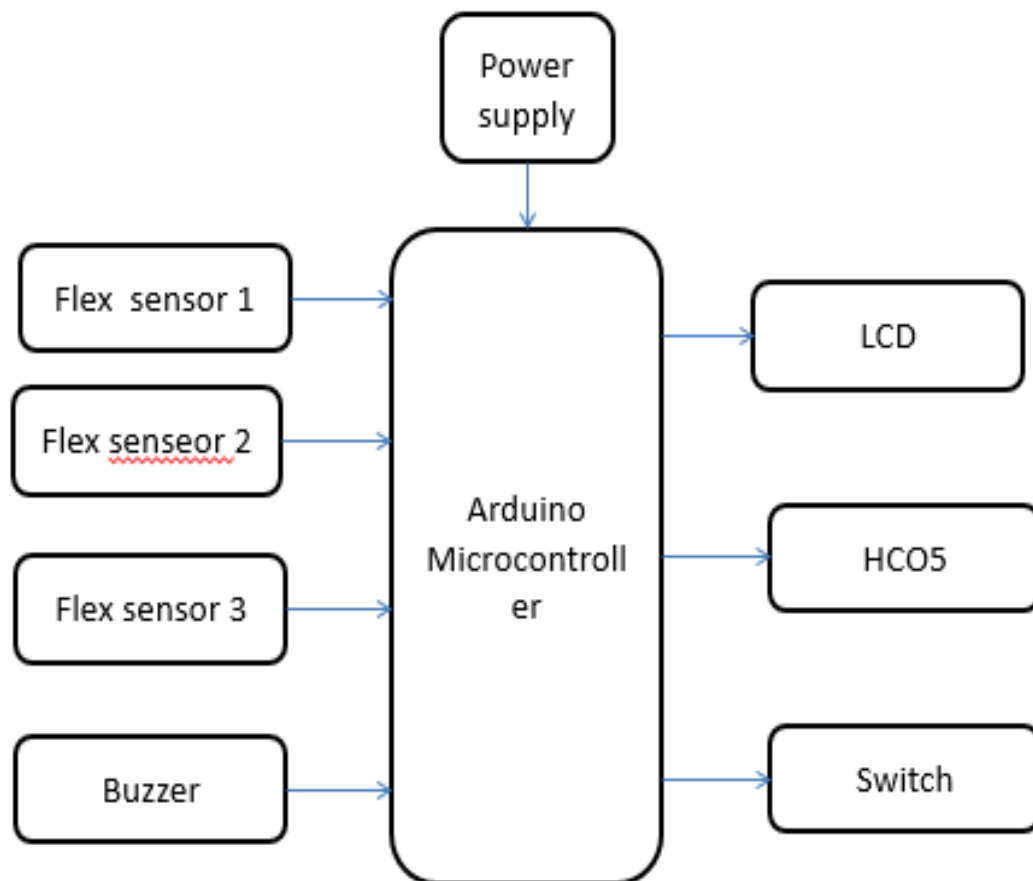 Power
supply
Flex sensor 1
Flex senseor 2
Flex sensor 3
Buzzer
Arduino
Microcontroll
er
LCD
HCO5
Switch